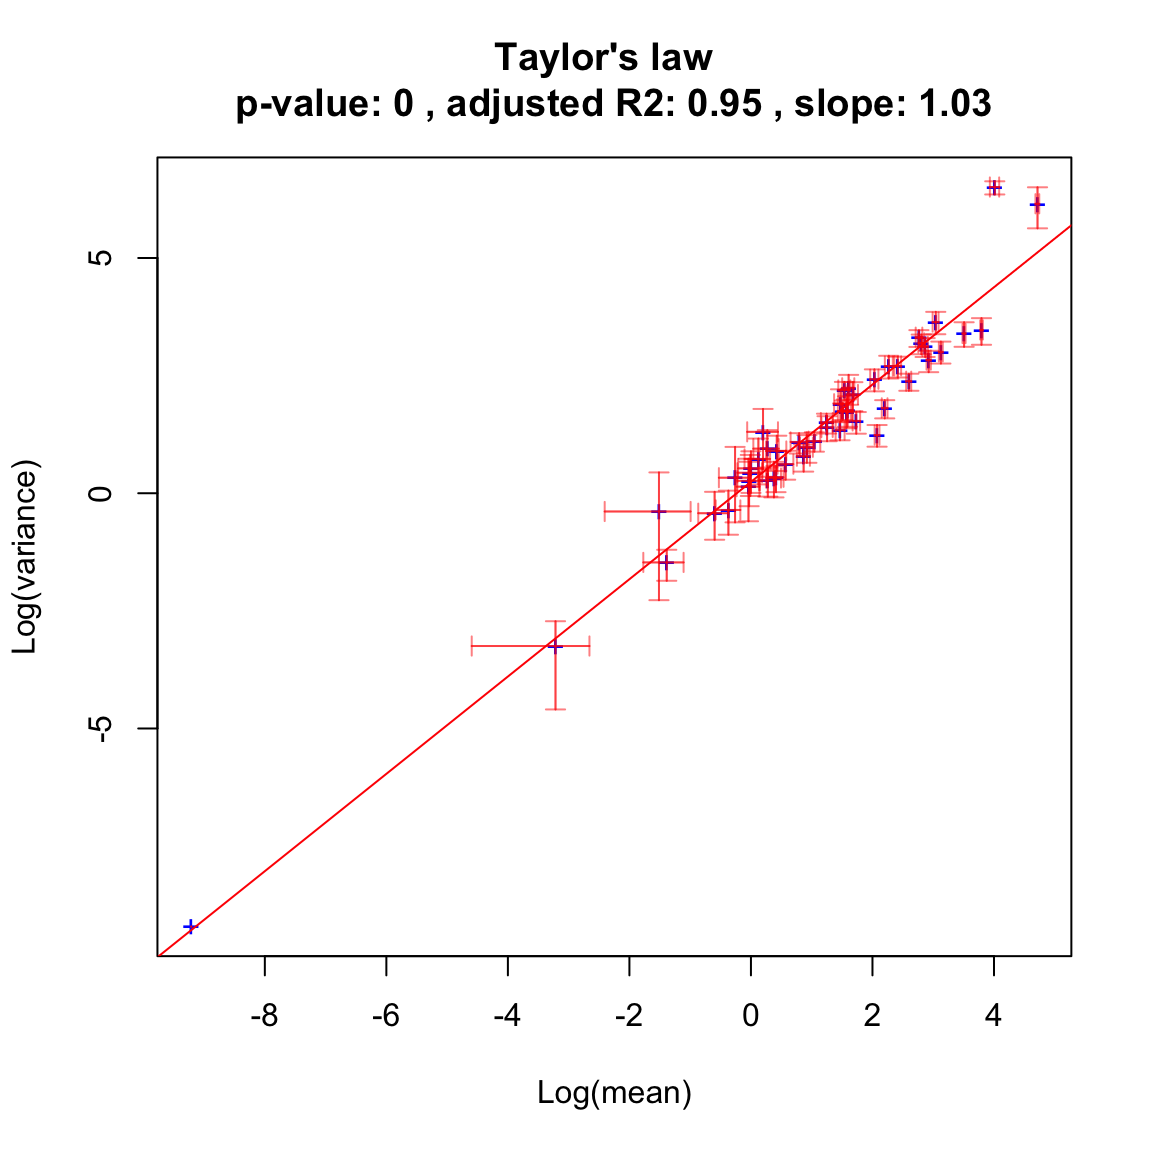 Taylor's law
p-value: 0 , adjusted R2: 0.95 , slope: 1.03
Log(variance)
5
0
-5
-8 -6 -4 -2 0 2 4
Log(mean)